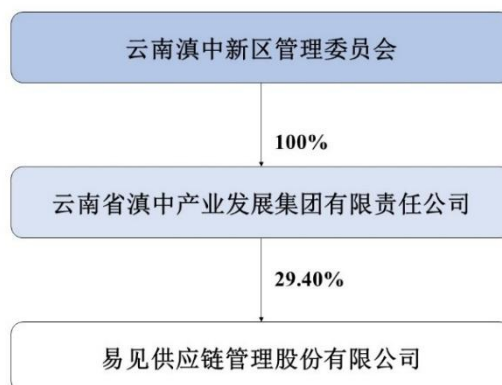 云南滇中新区管理委员会
100%
云南省滇中产业发展集团有限责任公司
29.40%
易见供应链管理股份有限公司